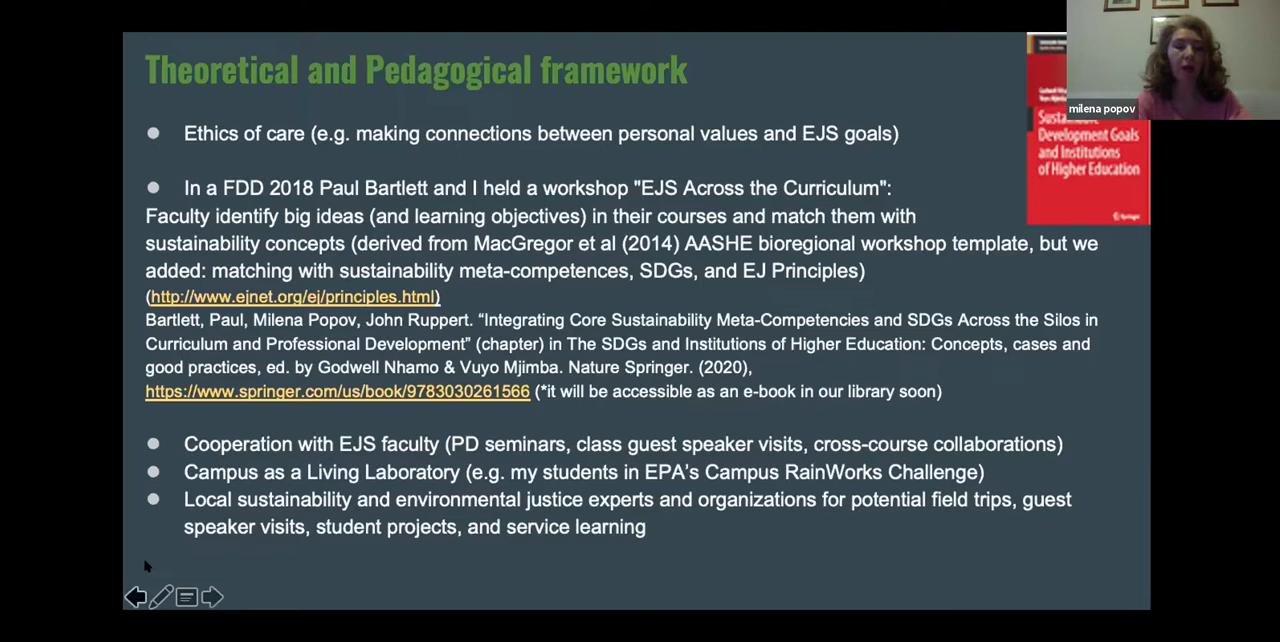 Theoretical and Pedagogical framework
milena popov
Sustainable
Development Goals
and Institutions
of Higher Education
Springer
● Ethics of care (e.g. making connections between personal values and EJS goals)
● In a FDD 2018 Paul Bartlett and I held a workshop "EJS Across the Curriculum":
Faculty identify big ideas (and learning objectives) in their courses and match them with
sustainability concepts (derived from MacGregor et al (2014) AASHE bioregional workshop template, but we
added: matching with sustainability meta-competences, SDGs, and EJ Principles)
(http://www.ejnet.org/ej/principles.html)
Bartlett, Paul, Milena Popov, John Ruppert. “Integrating Core Sustainability Meta-Competencies and SDGs Across the Silos in
Curriculum and Professional Development” (chapter) in The SDGs and Institutions of Higher Education: Concepts, cases and
good practices, ed. by Godwell Nhamo & Vuyo Mjimba. Nature Springer. (2020),
https://www.springer.com/us/book/9783030261566 (*it will be accessible as an e-book in our library soon)
● Cooperation with EJS faculty (PD seminars, class guest speaker visits, cross-course collaborations)
● Campus as a Living Laboratory (e.g. my students in EPA’s Campus RainWorks Challenge)
● Local sustainability and environmental justice experts and organizations for potential field trips, guest
speaker visits, student projects, and service learning